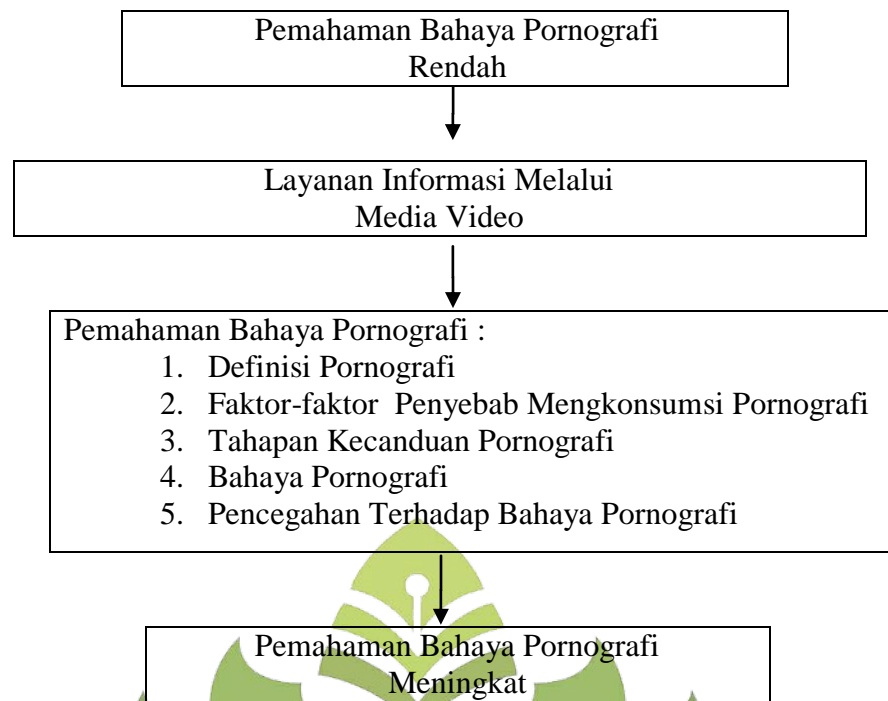 Pemahaman Bahaya Pornografi
Rendah
Layanan Informasi Melalui
Media Video
Pemahaman Bahaya Pornografi :
1. Definisi Pornografi
2. Faktor-faktor Penyebab Mengkonsumsi Pornografi
3. Tahapan Kecanduan Pornografi
4. Bahaya Pornografi
5. Pencegahan Terhadap Bahaya Pornografi
Pemahaman Bahaya Pornografi
Meningkat